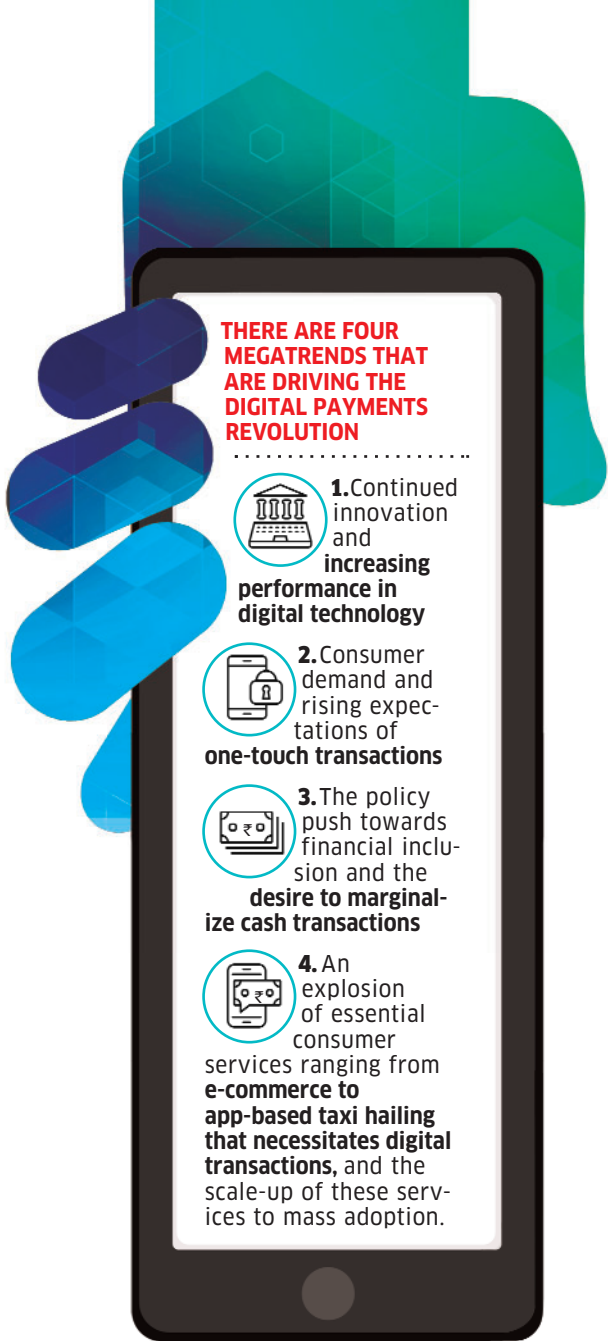 THERE ARE FOUR
MEGATRENDS THAT
ARE DRIVING THE
DIGITAL PAYMENTS
REVOLUTION
1.Continued
innovation
and
increasing
performance in
digital technology
2.Consumer
demand and
rising expec-
tations of
one-touch transactions
3.The policy
push towards
financial inclu-
sion and the
desire to marginal-
ize cash transactions
4. An
explosion
of essential
consumer
services ranging from
e-commerce to
app-based taxi hailing
that necessitates digital
transactions, and the
scale-up of these serv-
ices to mass adoption.
₹
₹